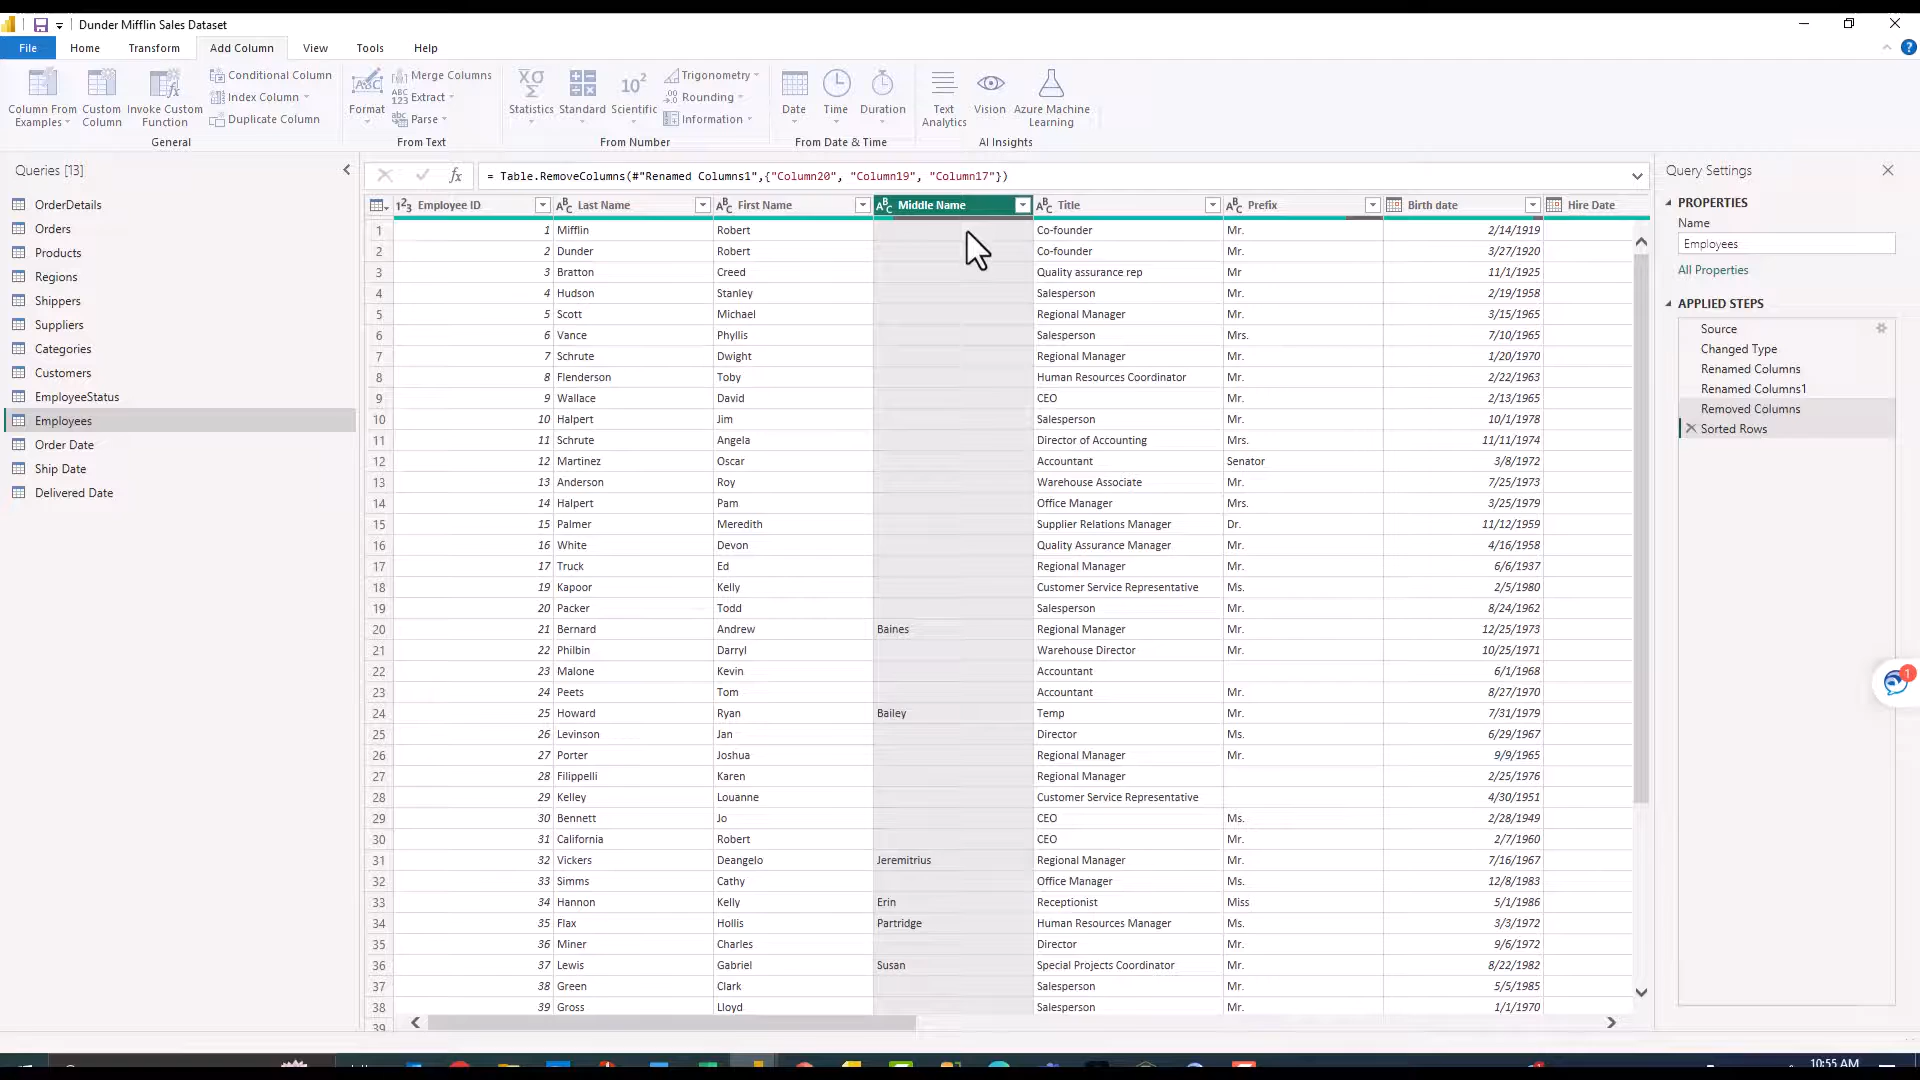 Dunder Mifflin Sales Dataset
File Home Transform Add Column View Tools Help
Column From Examples
Custom Column
Invoke Custom Function
Conditional Column
Index Column
Duplicate Column
General
Format
Merge Columns
Extract
Parse
From Text
Statistics
Standard
Scientific
Trigonometry
Rounding
Information
From Number
Date
Time
Duration
From Date & Time
Text Analytics
Vision
Azure Machine Learning
AI Insights
Queries [13]
OrderDetails
Orders
Products
Regions
Shippers
Suppliers
Categories
Customers
EmployeeStatus
Employees
Order Date
Ship Date
Delivered Date
= Table.RemoveColumns(#"Renamed Columns1",{"Column20", "Column19", "Column17"})
Employee ID Last Name First Name Middle Name Title Prefix Birth date Hire Date
1 1 Mifflin Robert Co-founder Mr. 2/14/1919
2 2 Dunder Robert Co-founder Mr. 3/27/1920
3 3 Bratton Creed Quality assurance rep Mr 11/1/1925
4 4 Hudson Stanley Salesperson Mr. 2/19/1958
5 5 Scott Michael Regional Manager Mr. 3/15/1965
6 6 Vance Phyllis Salesperson Mrs. 7/10/1965
7 7 Schrute Dwight Regional Manager Mr. 1/20/1970
8 8 Flenderson Toby Human Resources Coordinator Mr. 2/22/1963
9 9 Wallace David CEO Mr. 2/13/1965
10 10 Halpert Jim Salesperson Mr. 10/1/1978
11 11 Schrute Angela Director of Accounting Mrs. 11/11/1974
12 12 Martinez Oscar Accountant Senator 3/8/1972
13 13 Anderson Roy Warehouse Associate Mr. 7/25/1973
14 14 Halpert Pam Office Manager Mrs. 3/25/1979
15 15 Palmer Meredith Supplier Relations Manager Dr. 11/12/1959
16 16 White Devon Quality Assurance Manager Mr. 4/16/1958
17 17 Truck Ed Regional Manager Mr. 6/6/1937
18 19 Kapoor Kelly Customer Service Representative Ms. 2/5/1980
19 20 Packer Todd Salesperson Mr. 8/24/1962
20 21 Bernard Andrew Baines Regional Manager Mr. 12/25/1973
21 22 Philbin Darryl Warehouse Director Mr. 10/25/1971
22 23 Malone Kevin Accountant 6/1/1968
23 24 Peets Tom Accountant Mr. 8/27/1970
24 25 Howard Ryan Bailey Temp Mr. 7/31/1979
25 26 Levinson Jan Director Ms. 6/29/1967
26 27 Porter Joshua Regional Manager Mr. 9/9/1965
27 28 Filippelli Karen Regional Manager 2/25/1976
28 29 Kelley Louanne Customer Service Representative 4/30/1951
29 30 Bennett Jo CEO Ms. 2/28/1949
30 31 California Robert CEO Mr. 2/7/1960
31 32 Vickers Deangelo Jeremitrius Regional Manager Mr. 7/16/1967
32 33 Simms Cathy Office Manager Ms. 12/8/1983
33 34 Hannon Kelly Erin Receptionist Miss 5/1/1986
34 35 Flax Hollis Partridge Human Resources Manager Ms. 3/3/1972
35 36 Miner Charles Director Mr. 9/6/1972
36 37 Lewis Gabriel Susan Special Projects Coordinator Mr. 8/22/1982
37 38 Green Clark Salesperson Mr. 5/5/1985
38 39 Gross Lloyd Salesperson Mr. 1/1/1970
39
Query Settings
PROPERTIES
Name
Employees
All Properties
APPLIED STEPS
Source
Changed Type
Renamed Columns
Renamed Columns1
Removed Columns
Sorted Rows
1
10:55 AM